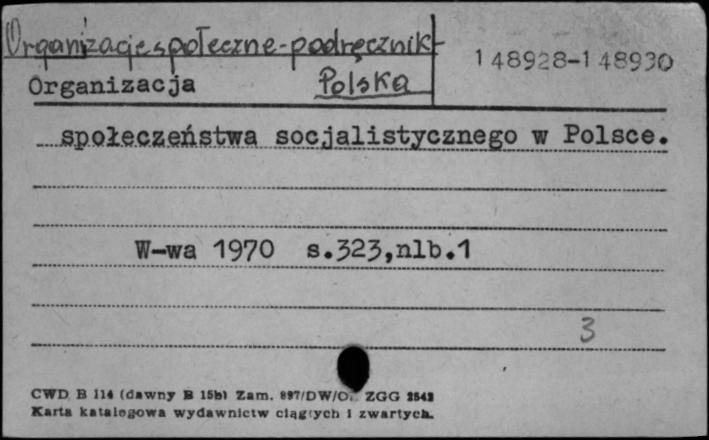 Organizacje społeczne - podręcznik -
148928-148930
Organizacja
Polska
społeczeństwa socjalistycznego w Polsce.
W-wa 1970 s.323,nlb.1
3
CWD B 114 (dawny B 15b) Zam. 897/DW/O. ZGG 2542
Karta katalogowa wydawnictw ciągłych i zwartych.